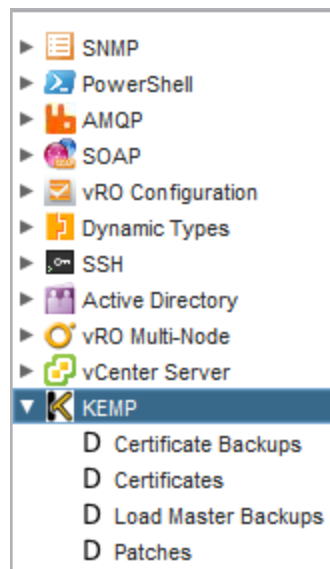 SNMP
PowerShell
AMQP
SOAP
vRO Configuration
Dynamic Types
SSH
Active Directory
vRO Multi-Node
vCenter Server
KEMP
D Certificate Backups
D Certificates
D Load Master Backups
D Patches